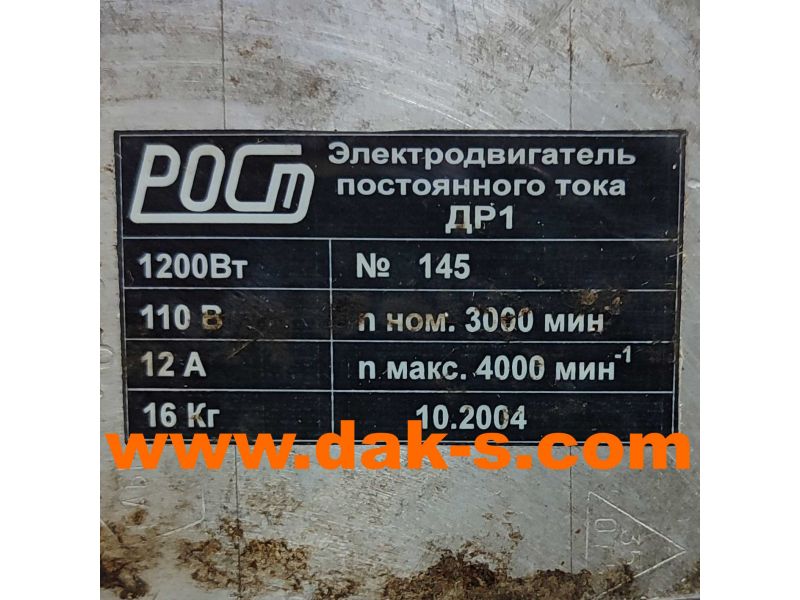 РОСТ
Электродвигатель
постоянного тока
ДР1
1200Вт
№ 145
110 В
n ном. 3000 мин
12 А
n макс. 4000 мин⁻¹
16 Кг
10.2004
www.dak-s.com